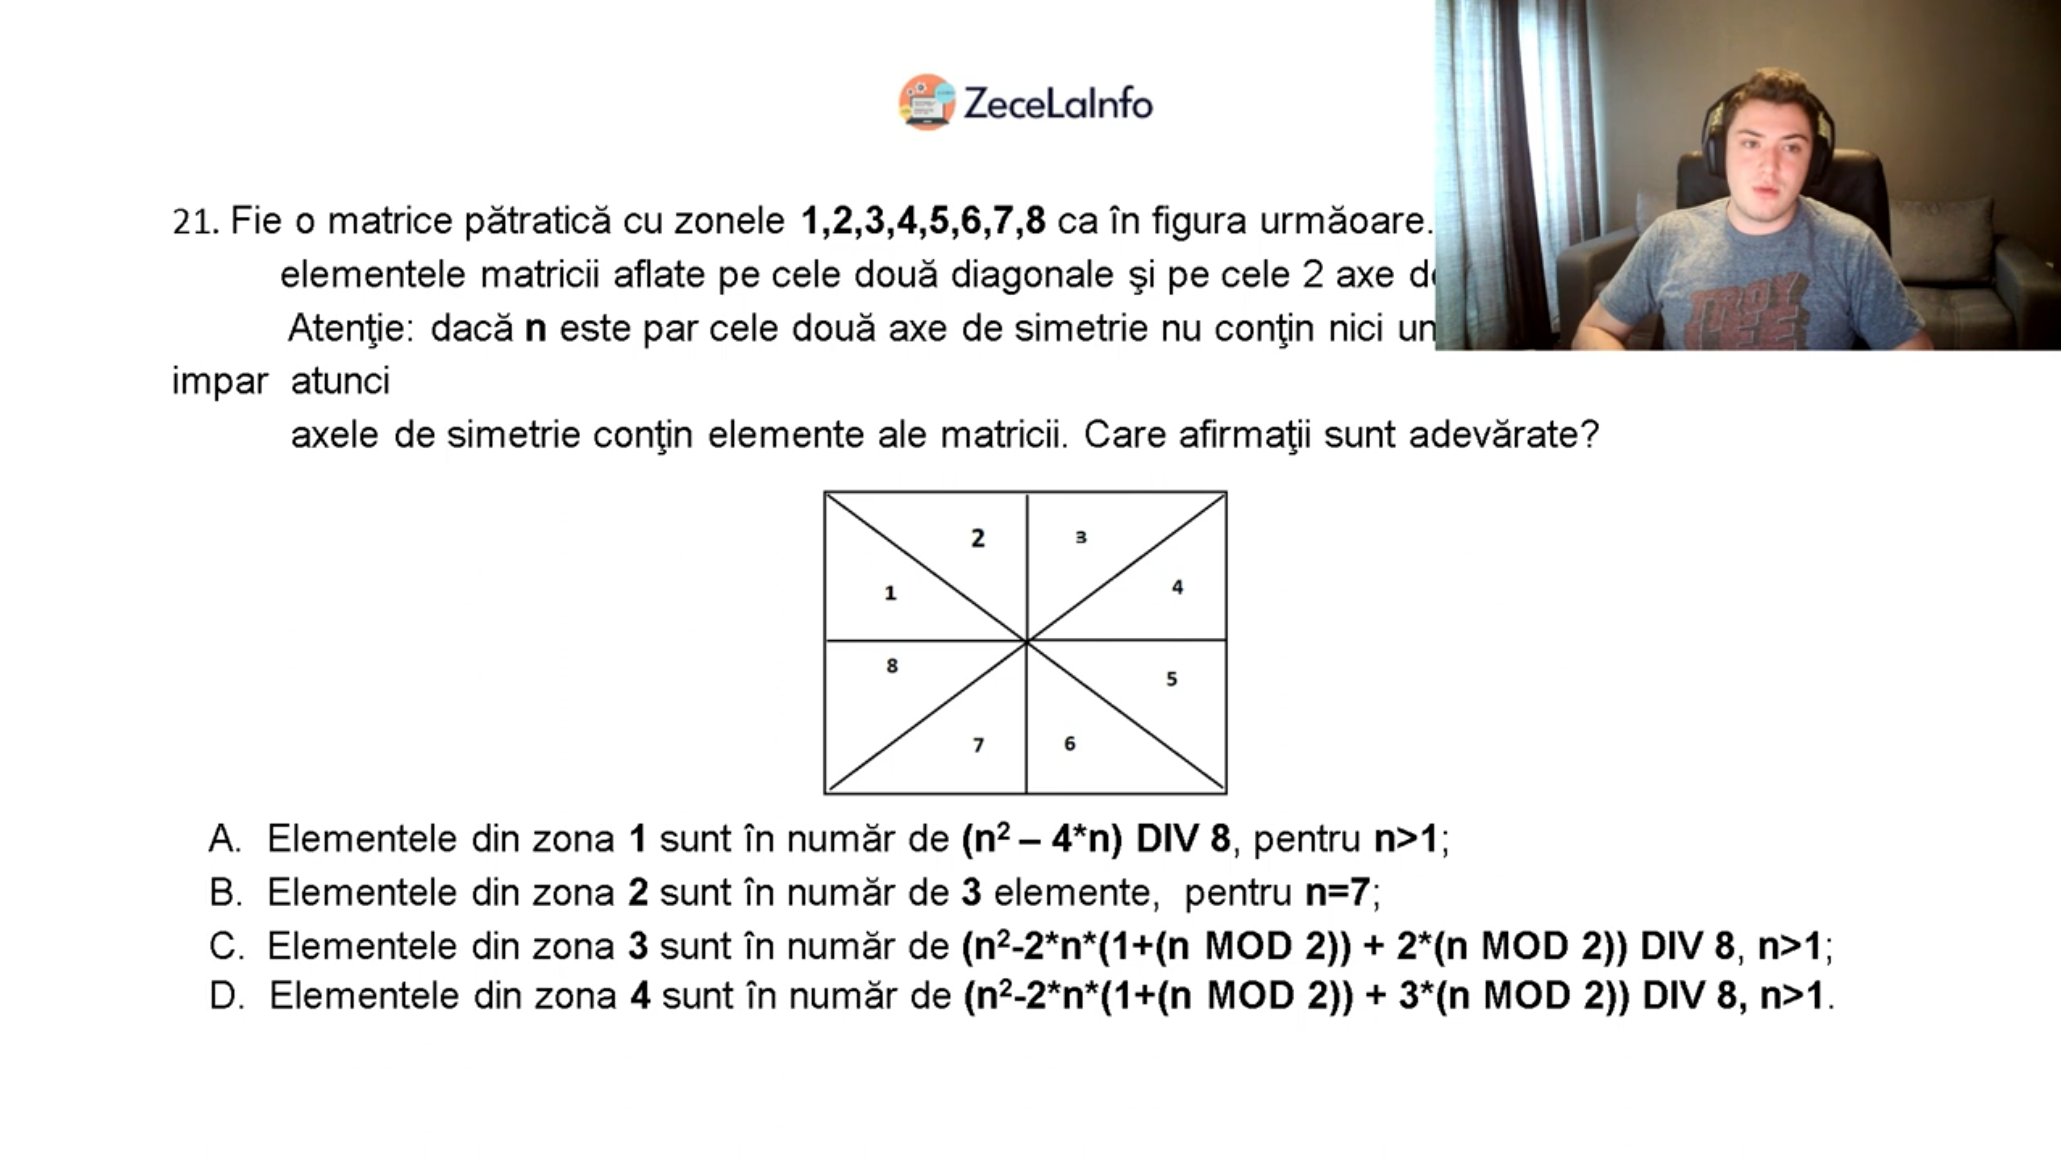 ZeceLaInfo
21. Fie o matrice pătratică cu zonele 1,2,3,4,5,6,7,8 ca în figura urmăoare.
elementele matricii aflate pe cele două diagonale şi pe cele 2 axe
Atenţie: dacă n este par cele două axe de simetrie nu conţin nici un
impar atunci
axele de simetrie conţin elemente ale matricii. Care afirmaţii sunt adevărate?
2 3
1 4
8 5
7 6
A. Elementele din zona 1 sunt în număr de (n² – 4*n) DIV 8, pentru n>1;
B. Elementele din zona 2 sunt în număr de 3 elemente, pentru n=7;
C. Elementele din zona 3 sunt în număr de (n²-2*n*(1+(n MOD 2)) + 2*(n MOD 2)) DIV 8, n>1;
D. Elementele din zona 4 sunt în număr de (n²-2*n*(1+(n MOD 2)) + 3*(n MOD 2)) DIV 8, n>1.
TROY
LEE